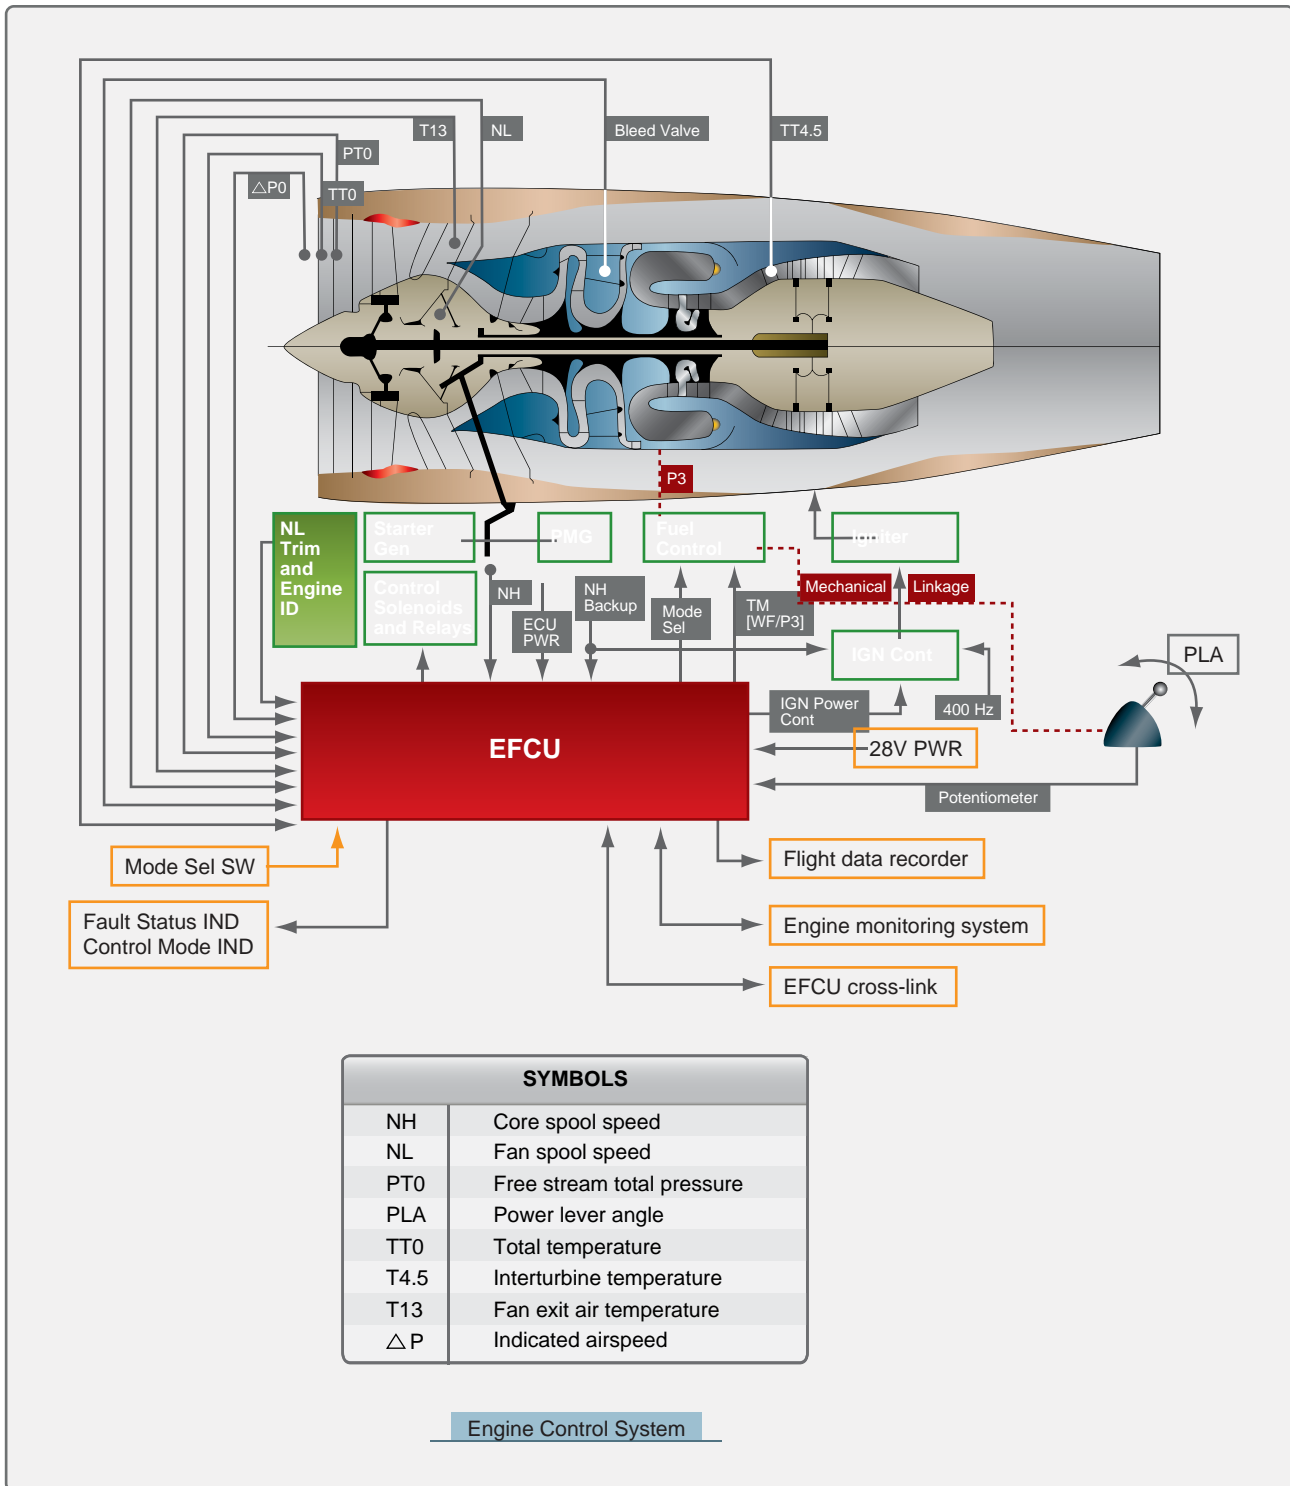 T13
NL
Bleed Valve
TT4.5
PT0
△P0
TT0
P3
NL
Trim
and
Engine
ID
Starter
Gen
PMG
Fuel
Control
Igniter
Control
Solenoids
and Relays
NH
ECU
PWR
NH
Backup
Mode
Sel
TM
[WF/P3]
Mechanical
Linkage
IGN Cont
PLA
IGN Power
Cont
400 Hz
EFCU
28V PWR
Potentiometer
Mode Sel SW
Flight data recorder
Fault Status IND
Control Mode IND
Engine monitoring system
EFCU cross-link
SYMBOLS
NH Core spool speed
NL Fan spool speed
PT0 Free stream total pressure
PLA Power lever angle
TT0 Total temperature
T4.5 Interturbine temperature
T13 Fan exit air temperature
△P Indicated airspeed
Engine Control System